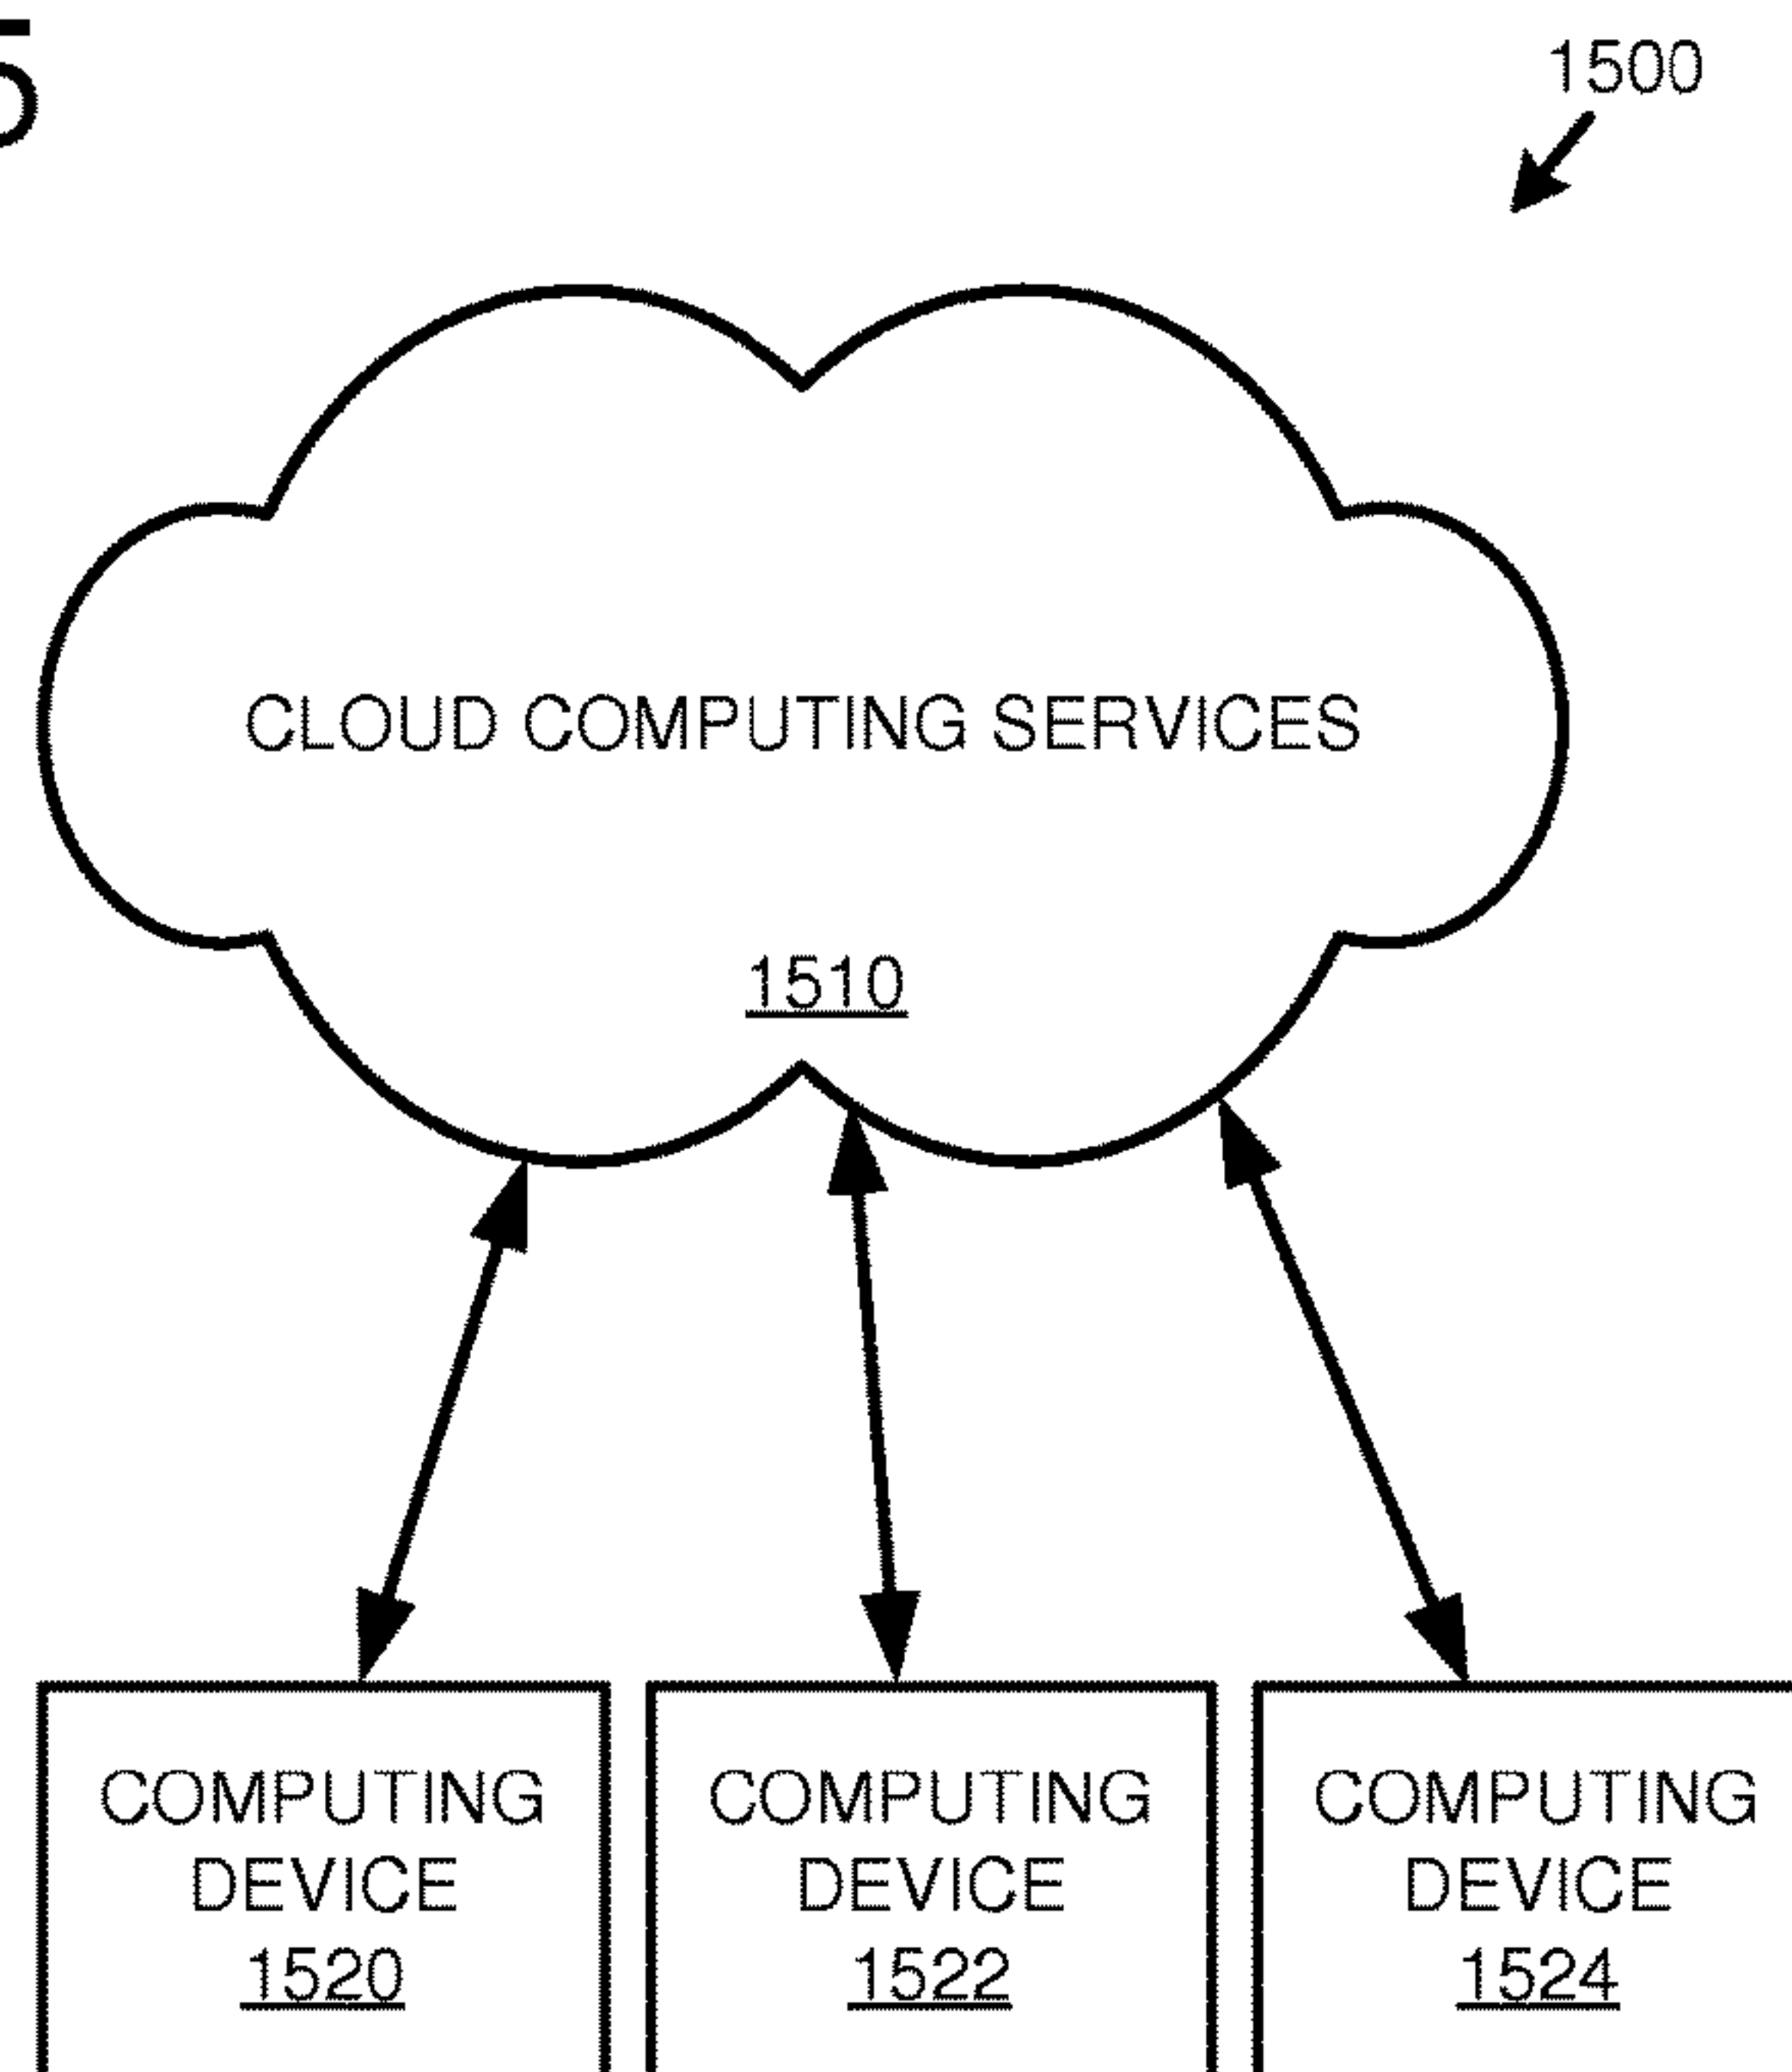 5
1500
CLOUD COMPUTING SERVICES
1510
COMPUTING
DEVICE
1520
COMPUTING
DEVICE
1522
COMPUTING
DEVICE
1524